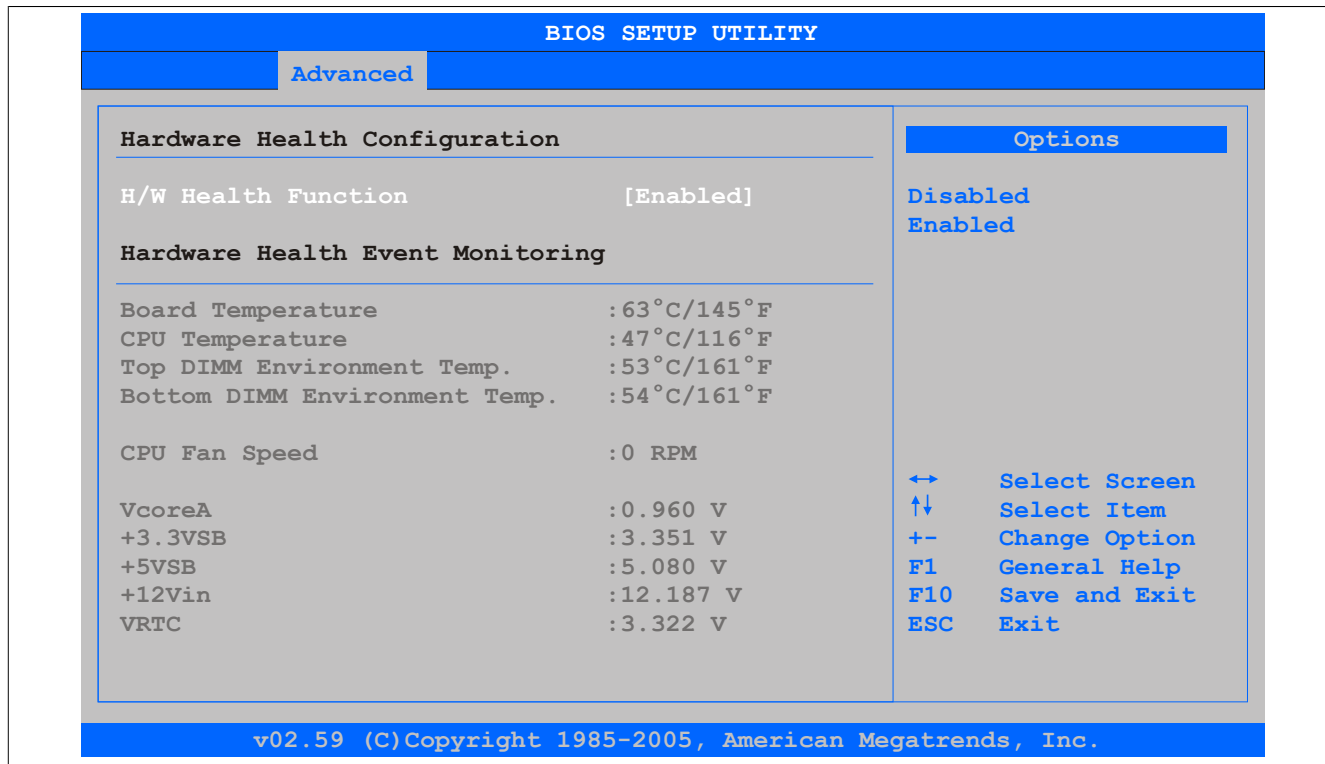 BIOS SETUP UTILITY
Advanced
Hardware Health Configuration
H/W Health Function [Enabled]
Hardware Health Event Monitoring
Board Temperature :63°C/145°F
CPU Temperature :47°C/116°F
Top DIMM Environment Temp. :53°C/161°F
Bottom DIMM Environment Temp. :54°C/161°F
CPU Fan Speed :0 RPM
VcoreA :0.960 V
+3.3VSB :3.351 V
+5VSB :5.080 V
+12Vin :12.187 V
VRTC :3.322 V
Options
Disabled
Enabled
↔ Select Screen
↑↓ Select Item
+- Change Option
F1 General Help
F10 Save and Exit
ESC Exit
v02.59 (C)Copyright 1985-2005, American Megatrends, Inc.